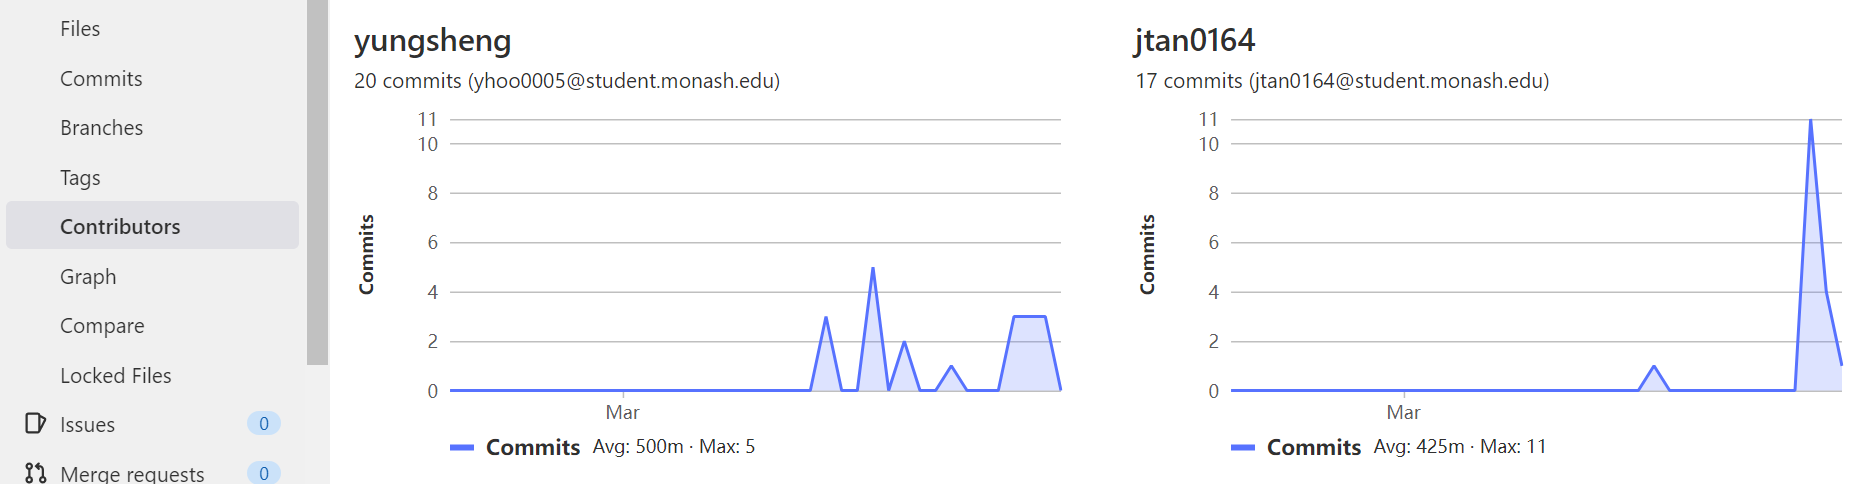 Files
Commits
Branches
Tags
Contributors
Graph
Compare
Locked Files
Issues 0
Merge requests 0
yungsheng
20 commits (yhoo0005@student.monash.edu)
11
10
8
6
4
2
0
Commits
Mar
Commits Avg: 500m · Max: 5
jtan0164
17 commits (jtan0164@student.monash.edu)
11
10
8
6
4
2
0
Commits
Mar
Commits Avg: 425m · Max: 11